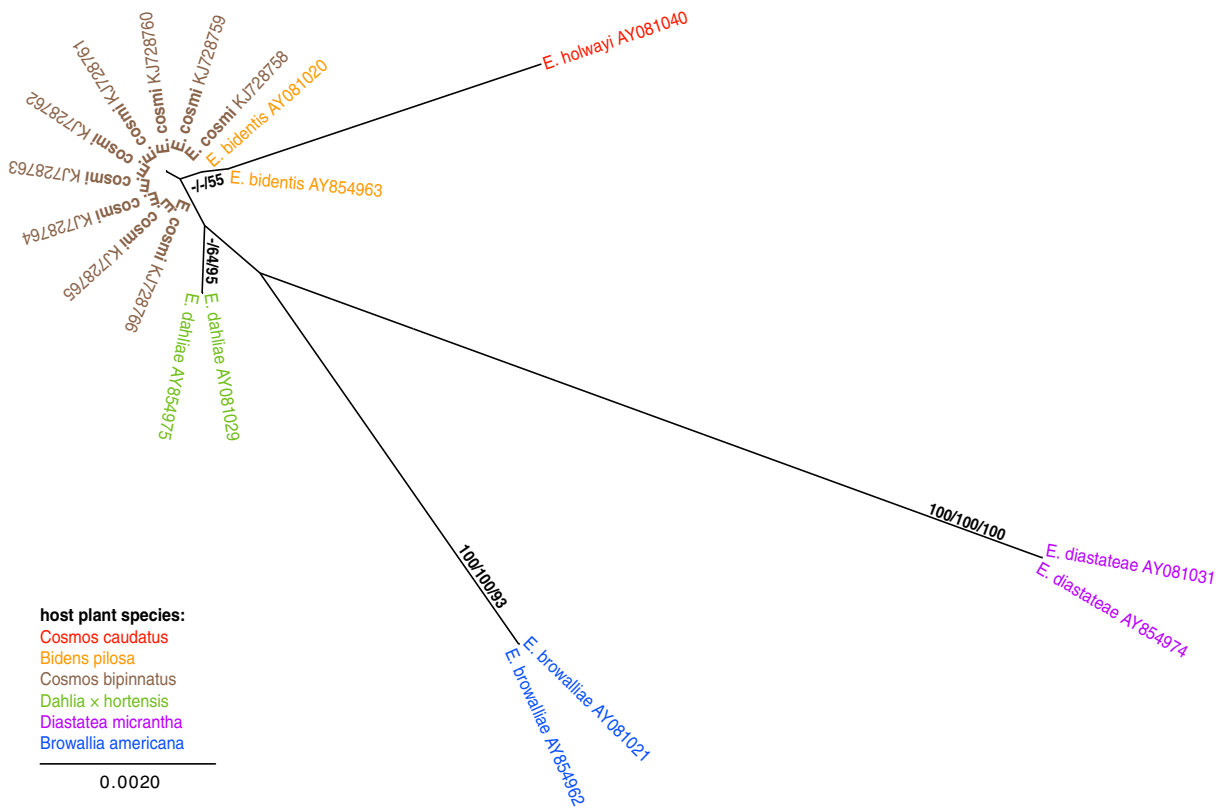 E. cosmi KJ728760
E. cosmi KJ728759
E. cosmi KJ728761
E. cosmi KJ728758
E. holwayi AY081040
E. bidentis AY081020
E. cosmi KJ728762
E. cosmi KJ728763
E. bidentis AY854963
-/-/55
E. cosmi KJ728764
E. cosmi KJ728765
E. cosmi KJ728766
-/64/95
E. dahliae AY854975
E. dahliae AY081029
100/100/100
E. diastateae AY081031
E. diastateae AY854974
100/100/93
E. browalliae AY081021
E. browalliae AY854962
host plant species:
Cosmos caudatus
Bidens pilosa
Cosmos bipinnatus
Dahlia × hortensis
Diastatea micrantha
Browallia americana
0.0020